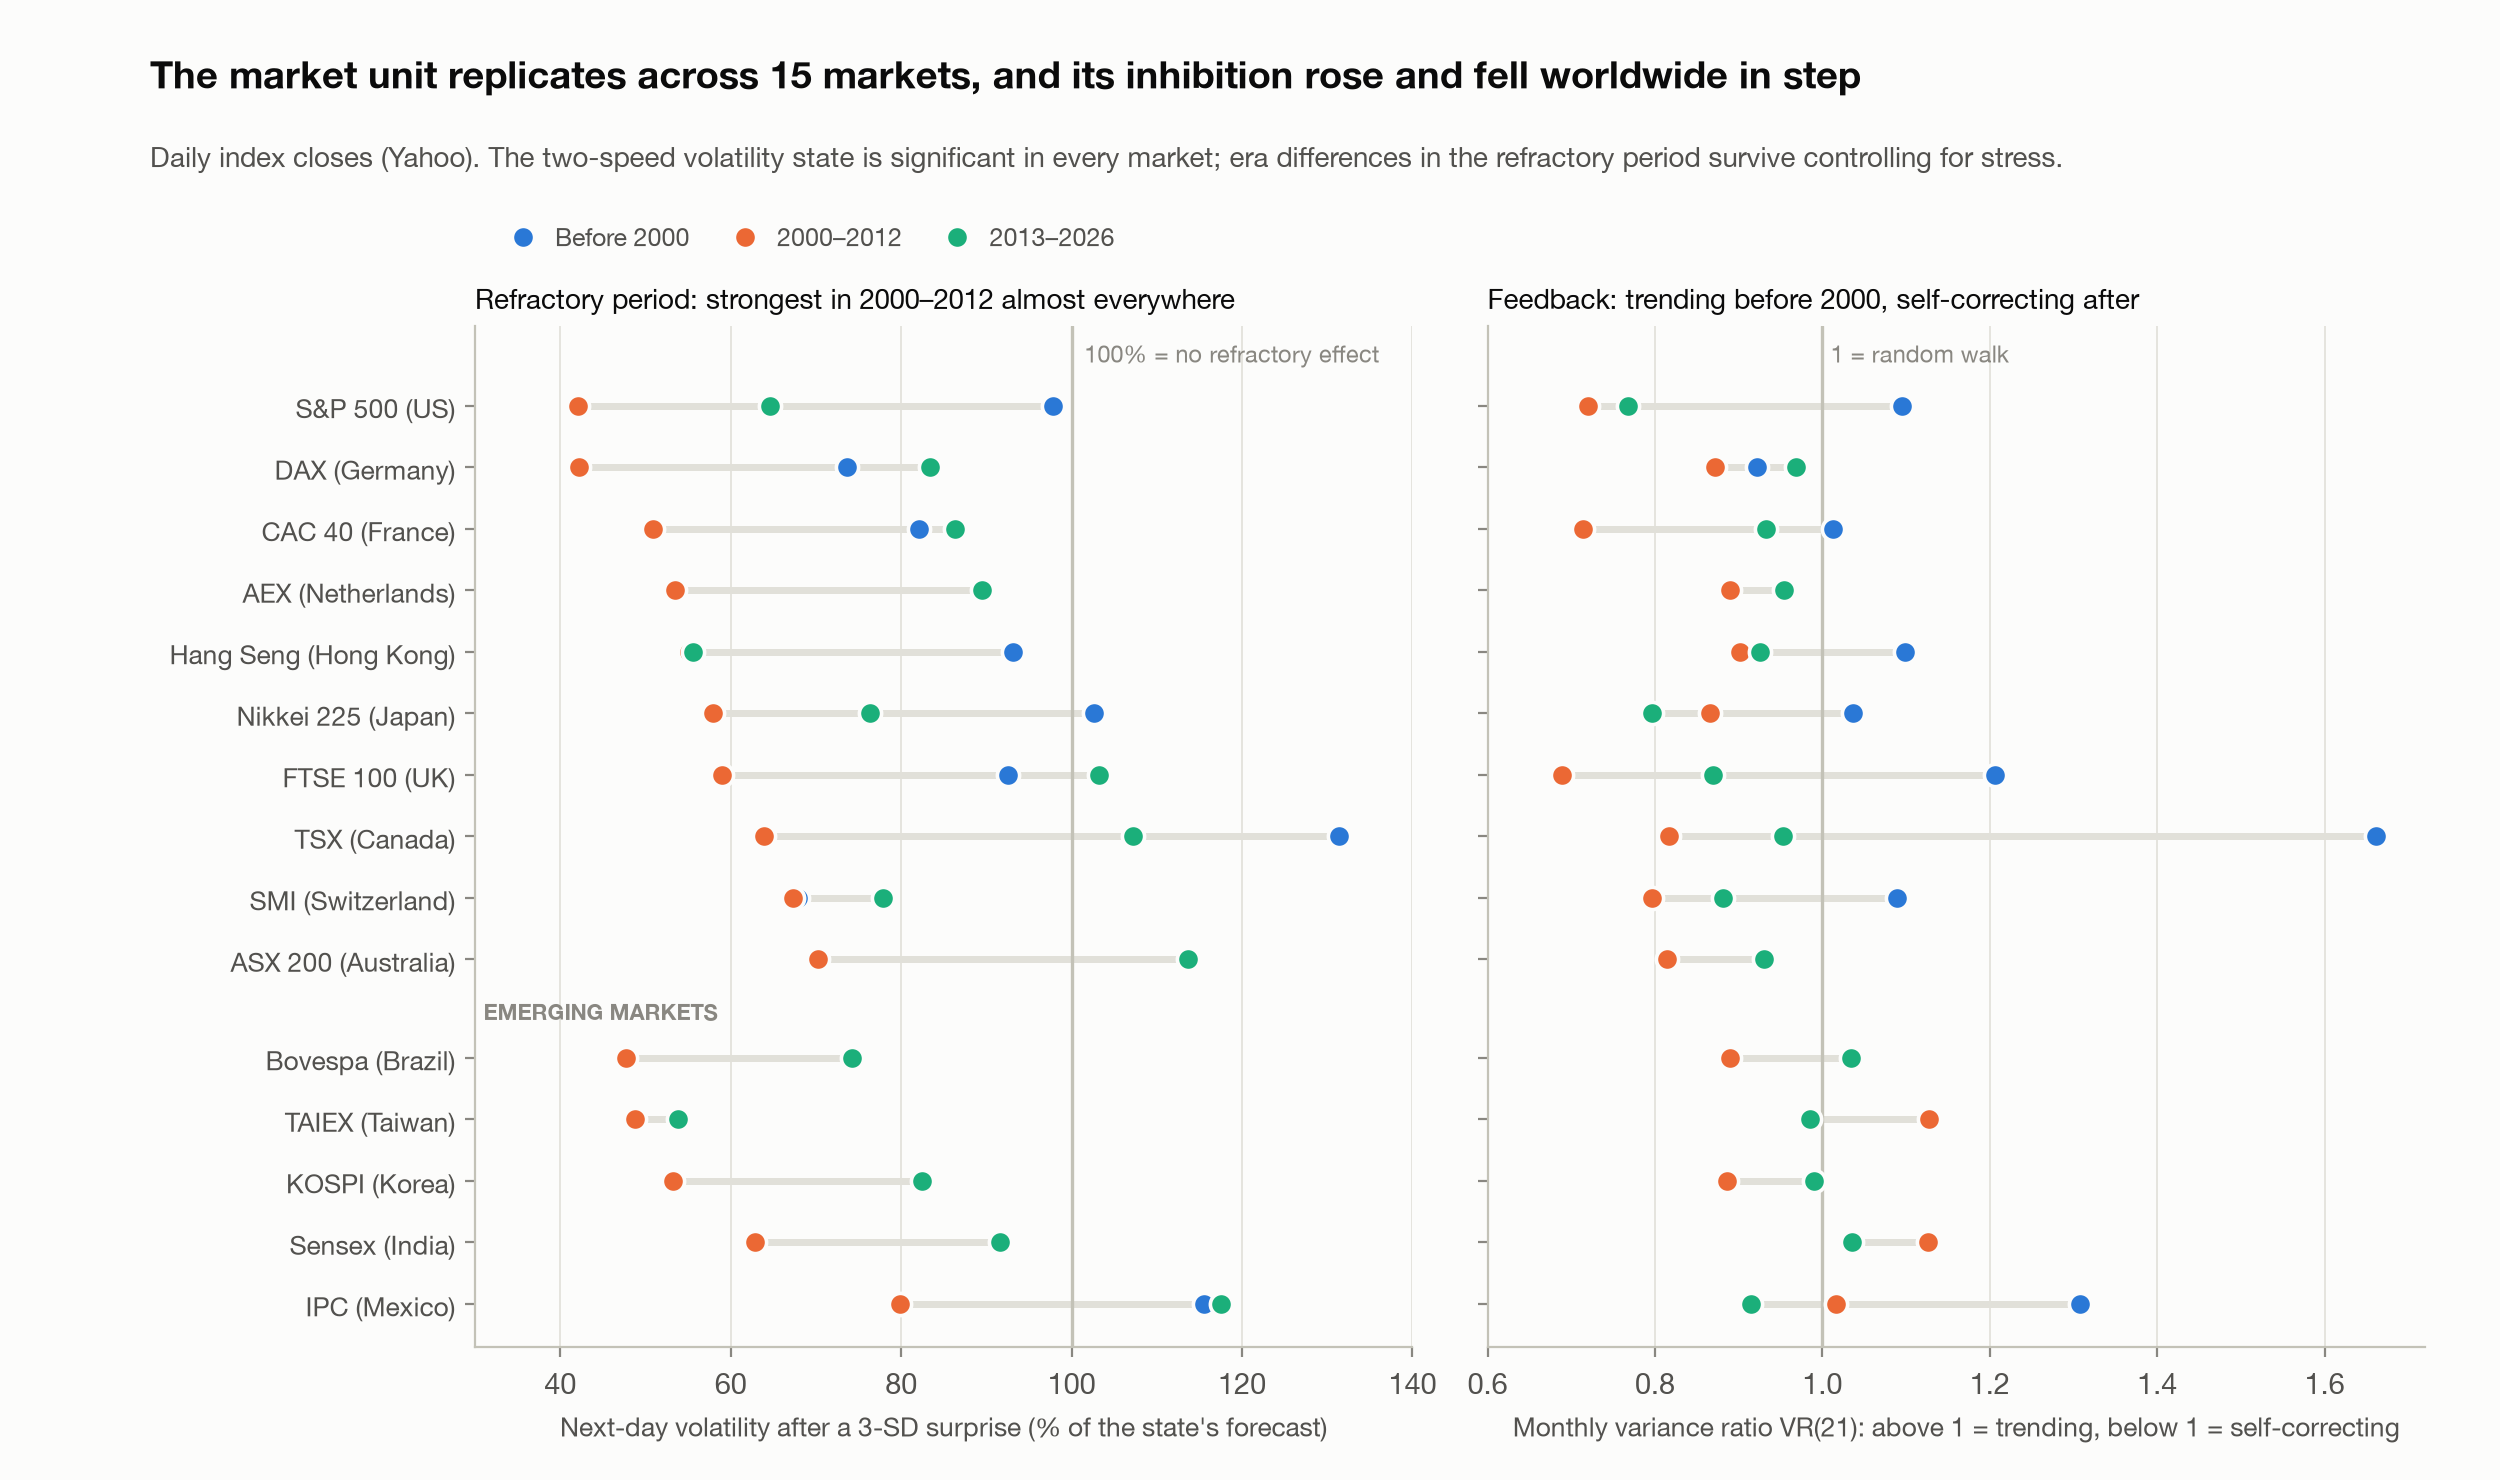 The market unit replicates across 15 markets, and its inhibition rose and fell worldwide in step
Daily index closes (Yahoo). The two-speed volatility state is significant in every market; era differences in the refractory period survive controlling for stress.
Before 2000
2000–2012
2013–2026
Refractory period: strongest in 2000–2012 almost everywhere
100% = no refractory effect
S&P 500 (US)
DAX (Germany)
CAC 40 (France)
AEX (Netherlands)
Hang Seng (Hong Kong)
Nikkei 225 (Japan)
FTSE 100 (UK)
TSX (Canada)
SMI (Switzerland)
ASX 200 (Australia)
EMERGING MARKETS
Bovespa (Brazil)
TAIEX (Taiwan)
KOSPI (Korea)
Sensex (India)
IPC (Mexico)
40 60 80 100 120 140
Next-day volatility after a 3-SD surprise (% of the state's forecast)
Feedback: trending before 2000, self-correcting after
1 = random walk
0.6 0.8 1.0 1.2 1.4 1.6
Monthly variance ratio VR(21): above 1 = trending, below 1 = self-correcting